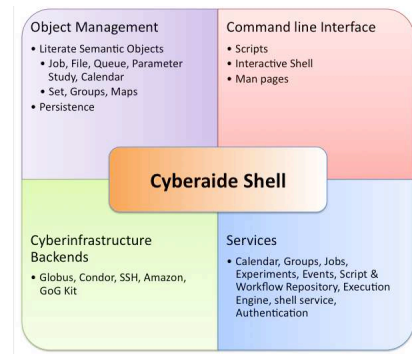 Object Management
• Literate Semantic Objects
• Job, File, Queue, Parameter
Study, Calendar
• Set, Groups, Maps
• Persistence
Command line Interface
• Scripts
• Interactive Shell
• Man pages
Cyberaide Shell
Cyberinfrastructure
Backends
• Globus, Condor, SSH, Amazon,
GoG Kit
Services
• Calendar, Groups, Jobs,
Experiments, Events, Script &
Workflow Repository, Execution
Engine, shell service,
Authentication